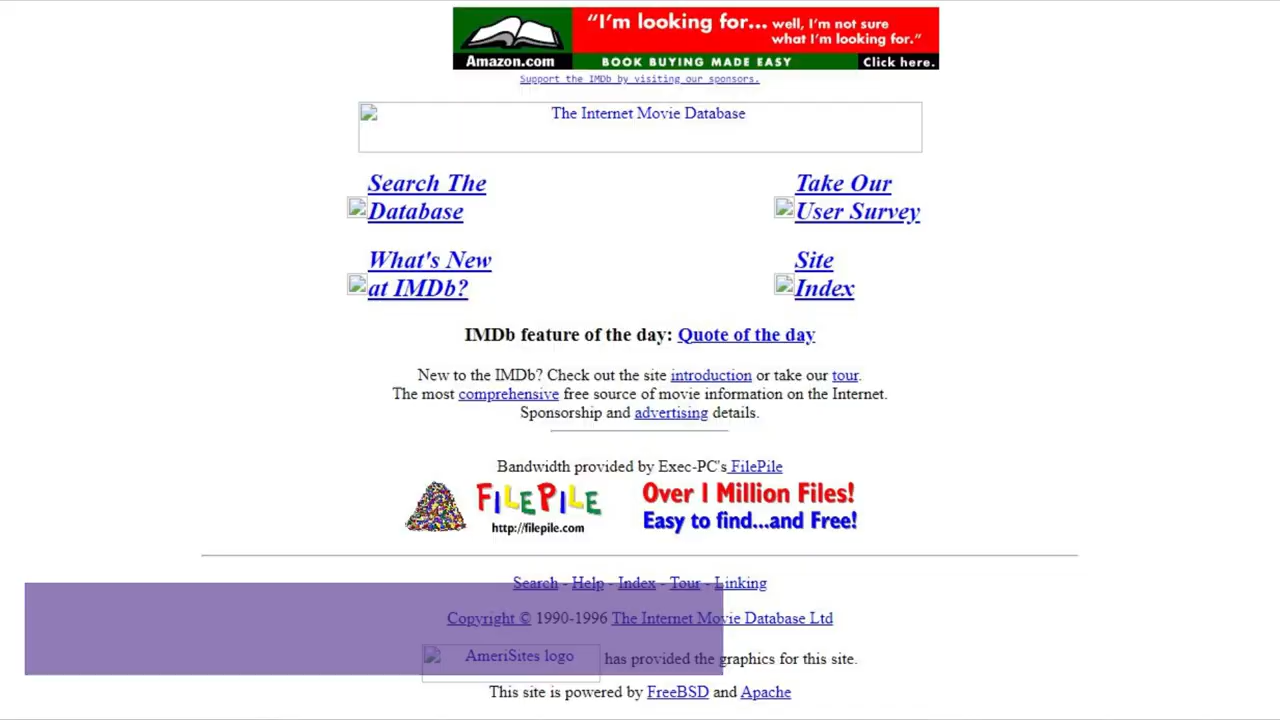 “I’m looking for... well, I’m not sure
what I’m looking for.”
Amazon.com BOOK BUYING MADE EASY Click here.
Support the IMDb by visiting our sponsors.
The Internet Movie Database
Search The
Database
Take Our
User Survey
What's New
at IMDb?
Site
Index
IMDb feature of the day: Quote of the day
New to the IMDb? Check out the site introduction or take our tour.
The most comprehensive free source of movie information on the Internet.
Sponsorship and advertising details.
Bandwidth provided by Exec-PC's FilePile
FILEPILE
http://filepile.com
Over 1 Million Files!
Easy to find...and Free!
Search - Help - Index - Tour - Linking
Copyright © 1990-1996 The Internet Movie Database Ltd
AmeriSites logo has provided the graphics for this site.
This site is powered by FreeBSD and Apache